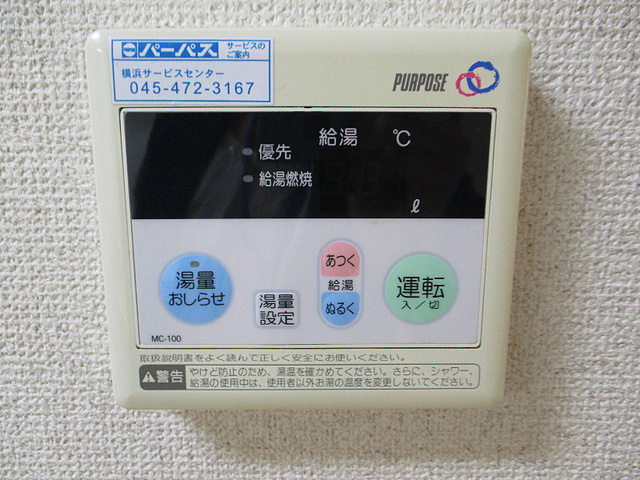 パーパス サービスの
ご案内
横浜サービスセンター
045-472-3167
PURPOSE
給湯 ℃
優先
給湯燃焼
ℓ
湯量
おしらせ
湯量
設定
あつく
給湯
ぬるく
運転
入/切
MC-100
取扱説明書をよく読んで正しく安全にお使いください。
警告 やけど防止のため、湯温を確かめてください。さらに、シャワー、
給湯の使用中は、使用者以外お湯の温度を変更しないでください。